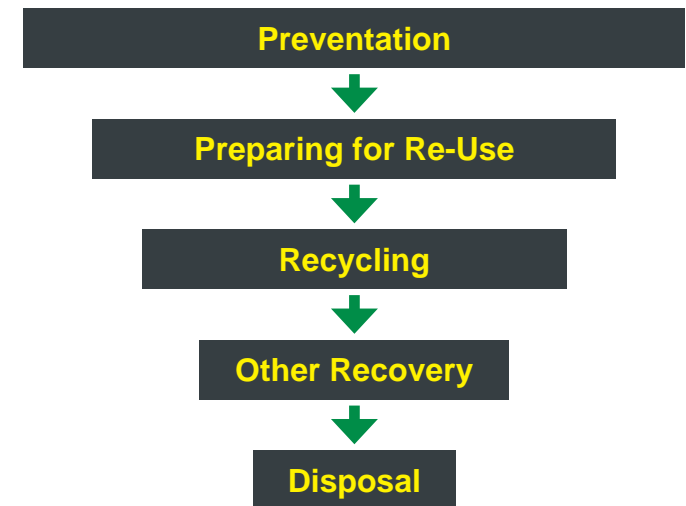 Preventation
Preparing for Re-Use
Recycling
Other Recovery
Disposal